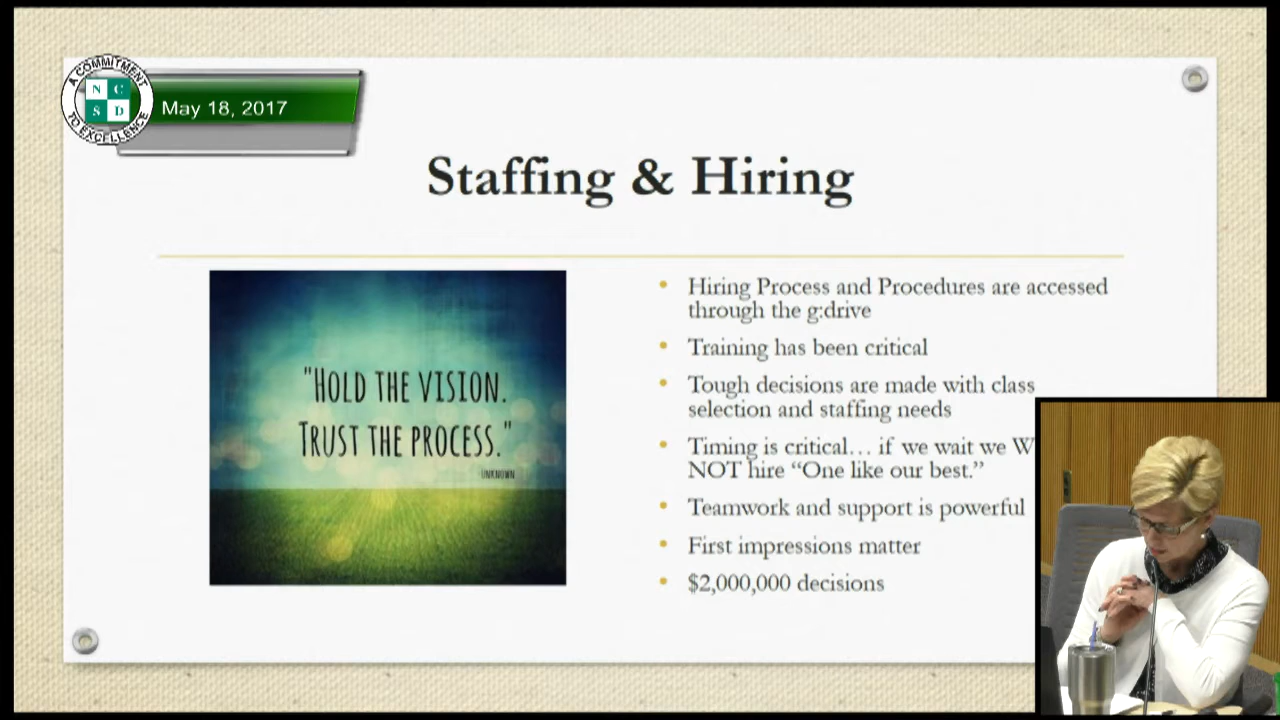 A COMMITMENT
N C
S D
TO EXCELLENCE
May 18, 2017
Staffing & Hiring
"HOLD THE VISION.
TRUST THE PROCESS."
UNKNOWN
Hiring Process and Procedures are accessed
through the g:drive
Training has been critical
Tough decisions are made with class
selection and staffing needs
Timing is critical… if we wait we
NOT hire “One like our best.”
Teamwork and support is powerful
First impressions matter
$2,000,000 decisions